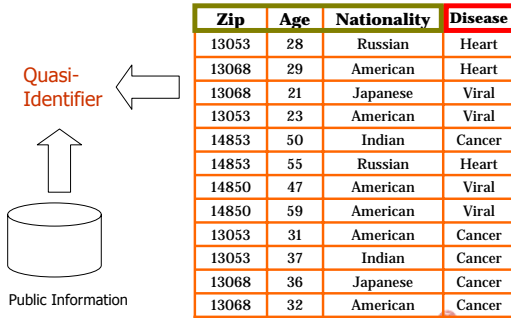 Zip Age Nationality Disease
13053 28 Russian Heart
13068 29 American Heart
13068 21 Japanese Viral
13053 23 American Viral
14853 50 Indian Cancer
14853 55 Russian Heart
14850 47 American Viral
14850 59 American Viral
13053 31 American Cancer
13053 37 Indian Cancer
13068 36 Japanese Cancer
13068 32 American Cancer
Quasi-
Identifier
Public Information